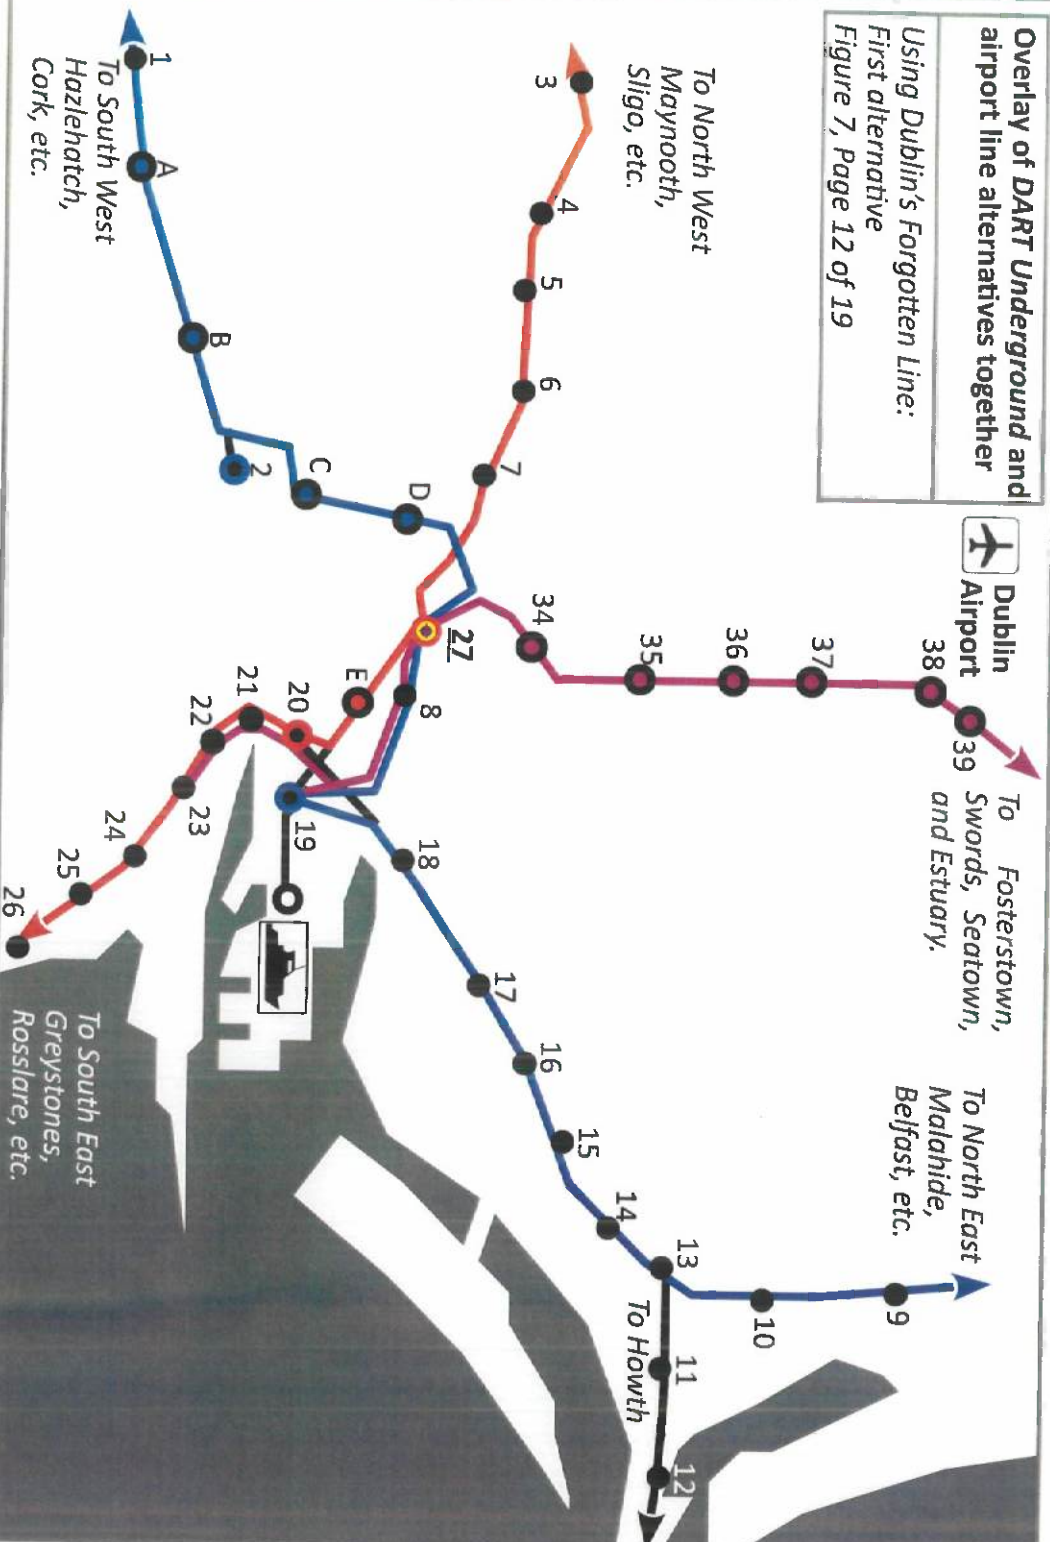 Overlay of DART Underground and
airport line alternatives together
Using Dublin's Forgotten Line:
First alternative
Figure 7, Page 12 of 19
Dublin
Airport
To Fosterstown,
Swords, Seatown,
and Estuary.
To North East
Malahide,
Belfast, etc.
To North West
Maynooth,
Sligo, etc.
To South West
Hazlehatch,
Cork, etc.
To South East
Greystones,
Rosslare, etc.
To Howth
1
A
B
2
C
D
3
4
5
6
7
27
34
35
36
37
38
39
8
E
20
21
22
23
24
25
26
19
18
17
16
15
14
13
10
9
11
12